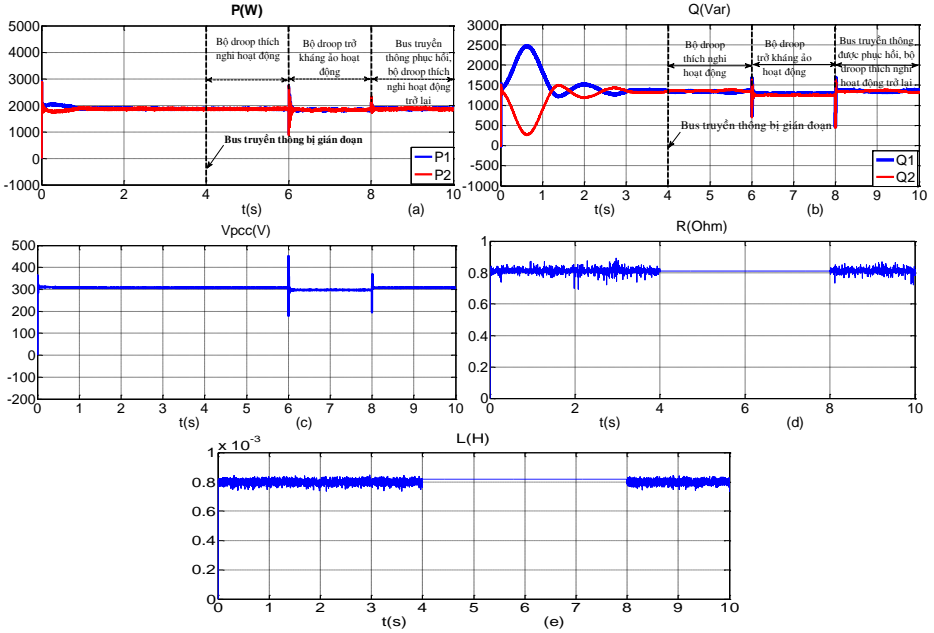 P(W)
5000
4000
3000
2000
1000
0
-1000
Bộ droop thích
nghi hoạt động
Bộ droop trở
kháng ảo hoạt
động
Bus truyền
thông phục hồi,
bộ droop thích
nghi hoạt động
trở lại
Bus truyền thông bị gián đoạn
P1
P2
0 2 4 6 8 10
t(s)
(a)
Q(Var)
3000
2500
2000
1500
1000
500
0
-500
-1000
Bộ droop
thích nghi
hoạt động
Bộ droop
trở kháng ảo
hoạt động
Bus truyền thông
được phục hồi, bộ
droop thích nghi
hoạt động trở lại
Bus truyền thông bị gián đoạn
Q1
Q2
0 1 2 3 4 5 6 7 8 9 10
t(s)
(b)
Vpcc(V)
500
400
300
200
100
0
-100
-200
0 1 2 3 4 5 6 7 8 9 10
t(s)
(c)
R(Ohm)
1
0.8
0.6
0.4
0.2
0
0 2 4 6 8 10
t(s)
(d)
L(H)
x 10-3
1
0.8
0.6
0.4
0.2
0
0 1 2 3 4 5 6 7 8 9 10
t(s)
(e)